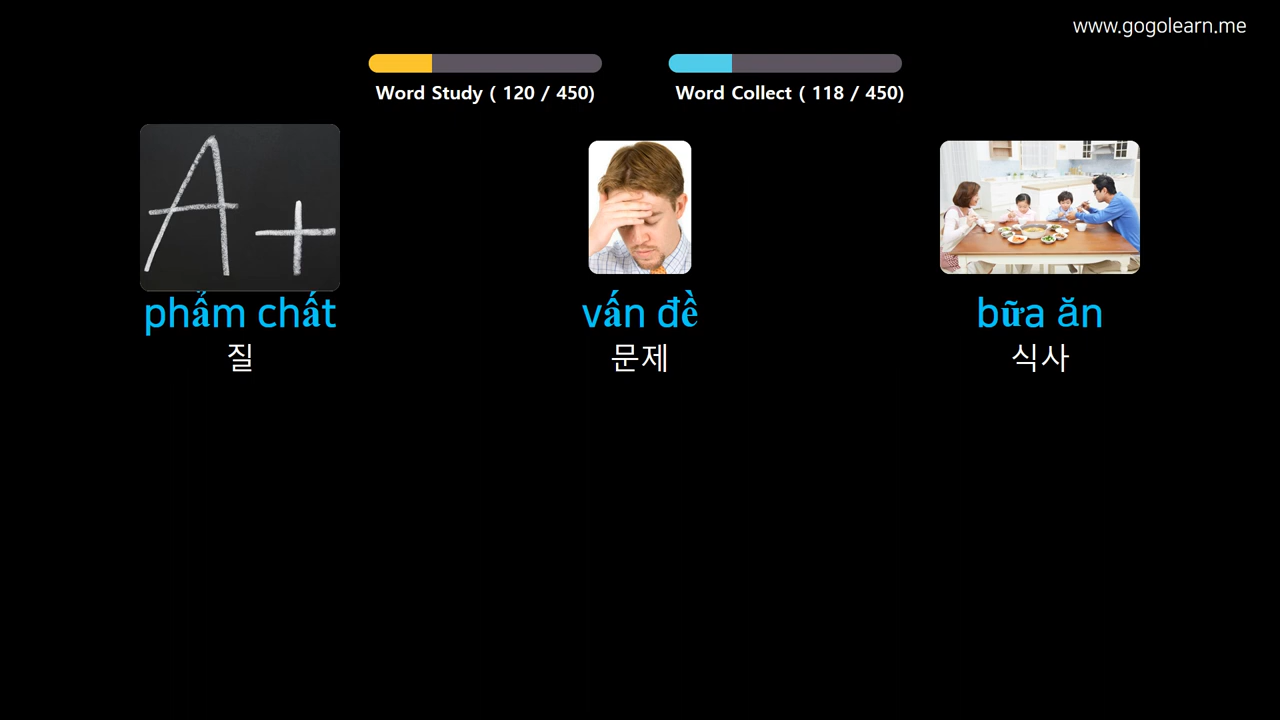 www.gogolearn.me
Word Study ( 120 / 450)
Word Collect ( 118 / 450)
A+
phẩm chất
질
vấn đề
문제
bữa ăn
식사